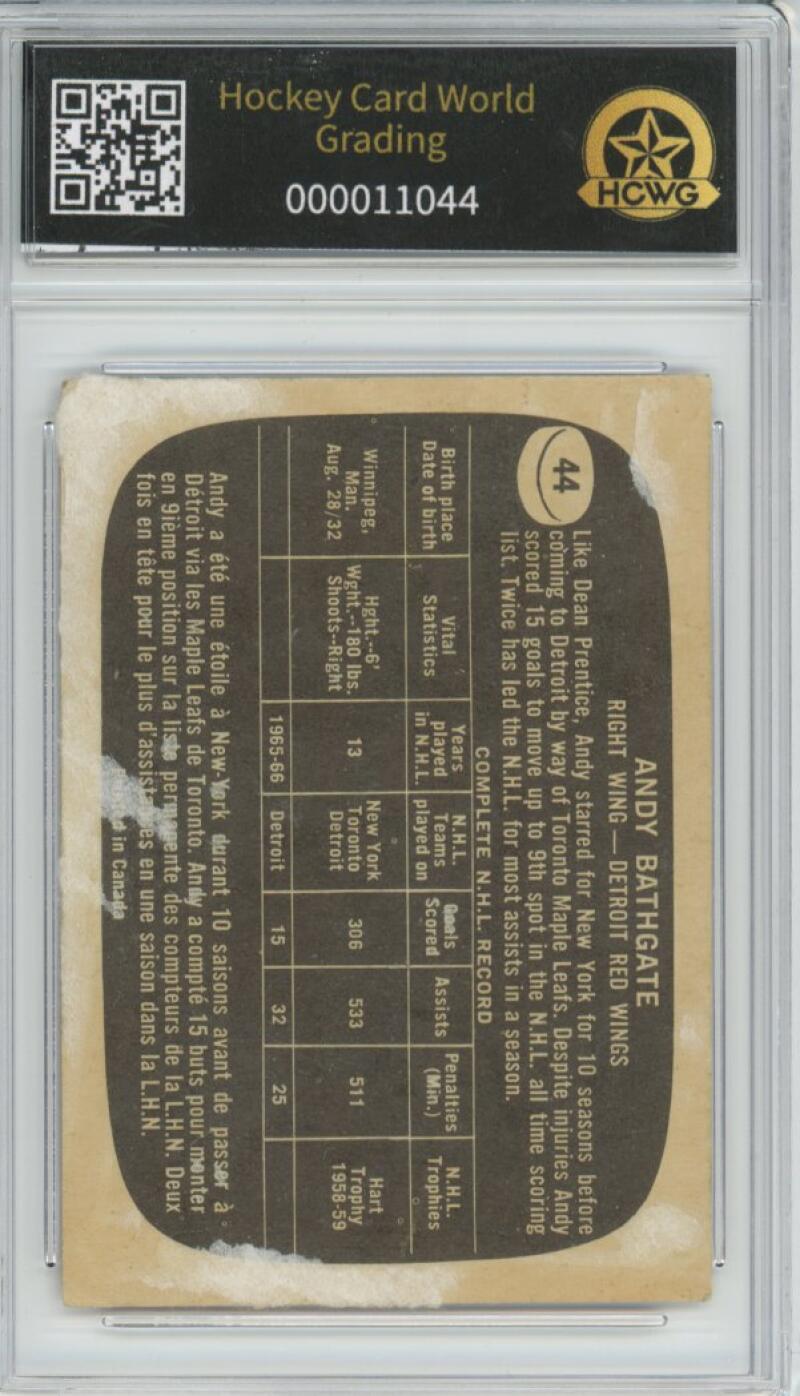 Hockey Card World
Grading
000011044
HCWG
44
ANDY BATHGATE
RIGHT WING — DETROIT RED WINGS
Like Dean Prentice, Andy starred for New York for 10 seasons before
coming to Detroit by way of Toronto Maple Leafs. Despite injuries Andy
scored 15 goals to move up to 9th spot in the N.H.L. all time scoring
list. Twice has led the N.H.L. for most assists in a season.
COMPLETE N.H.L. RECORD
Birth place
Date of birth
Vital
Statistics
Years
played
in N.H.L.
N.H.L.
Teams
played on
Goals
Scored
Assists
Penalties
(Min.)
N.H.L.
Trophies
Winnipeg,
Man.
Aug. 28/32
Hght.--6'
Wght.--180 lbs.
Shoots--Right
13
New York
Toronto
Detroit
306
533
511
Hart
Trophy
1958-59
1965-66
Detroit
15
32
25
Andy a été une étoile à New-York durant 10 saisons avant de passer à
Détroit via les Maple Leafs de Toronto. Andy a compté 15 buts pour monter
en 9ième position sur la liste permanente des compteurs de la L.H.N. Deux
fois en tête pour le plus d'assistances en une saison dans la L.H.N.
in Canada